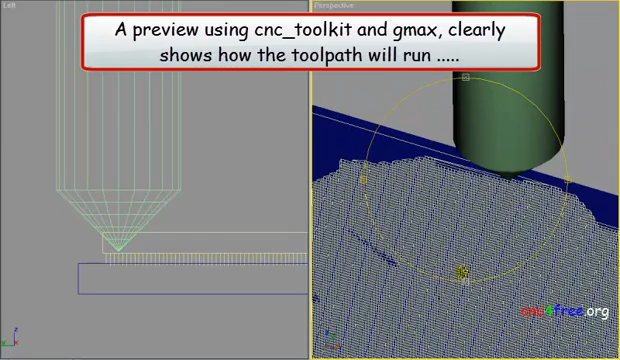 Left
Perspective
A preview using cnc_toolkit and gmax, clearly
shows how the toolpath will run .....
cnc4free.org
z
y
x